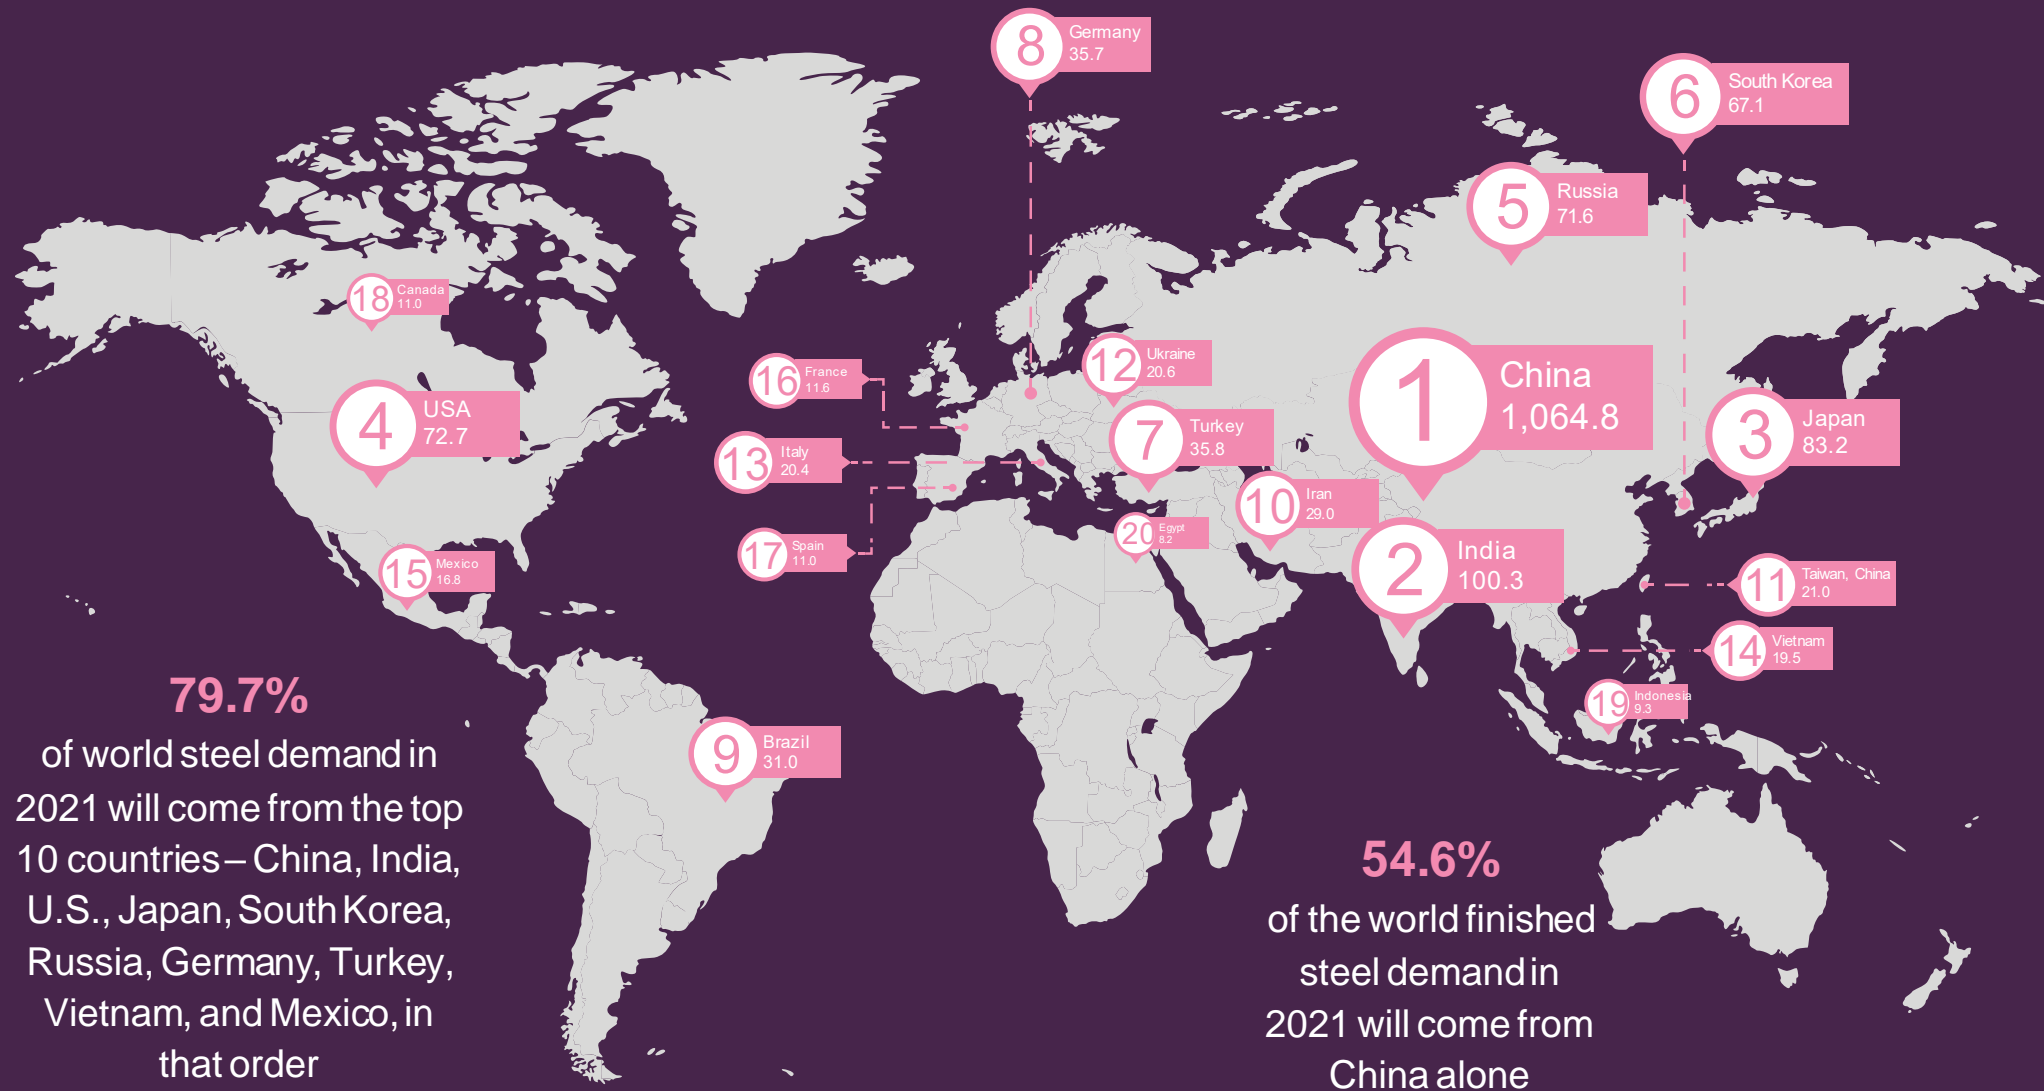 8
Germany
35.7
6
South Korea
67.1
5
Russia
71.6
18
Canada
11.0
12
Ukraine
20.6
16
France
11.6
1
China
1,064.8
4
USA
72.7
3
Japan
83.2
7
Turkey
35.8
13
Italy
20.4
10
Iran
29.0
20
Egypt
8.2
17
Spain
11.0
2
India
100.3
15
Mexico
16.8
11
Taiwan, China
21.0
14
Vietnam
19.5
19
Indonesia
9.3
9
Brazil
31.0
79.7%
of world steel demand in
2021 will come from the top
10 countries – China, India,
U.S., Japan, South Korea,
Russia, Germany, Turkey,
Vietnam, and Mexico, in
that order
54.6%
of the world finished
steel demand in
2021 will come from
China alone